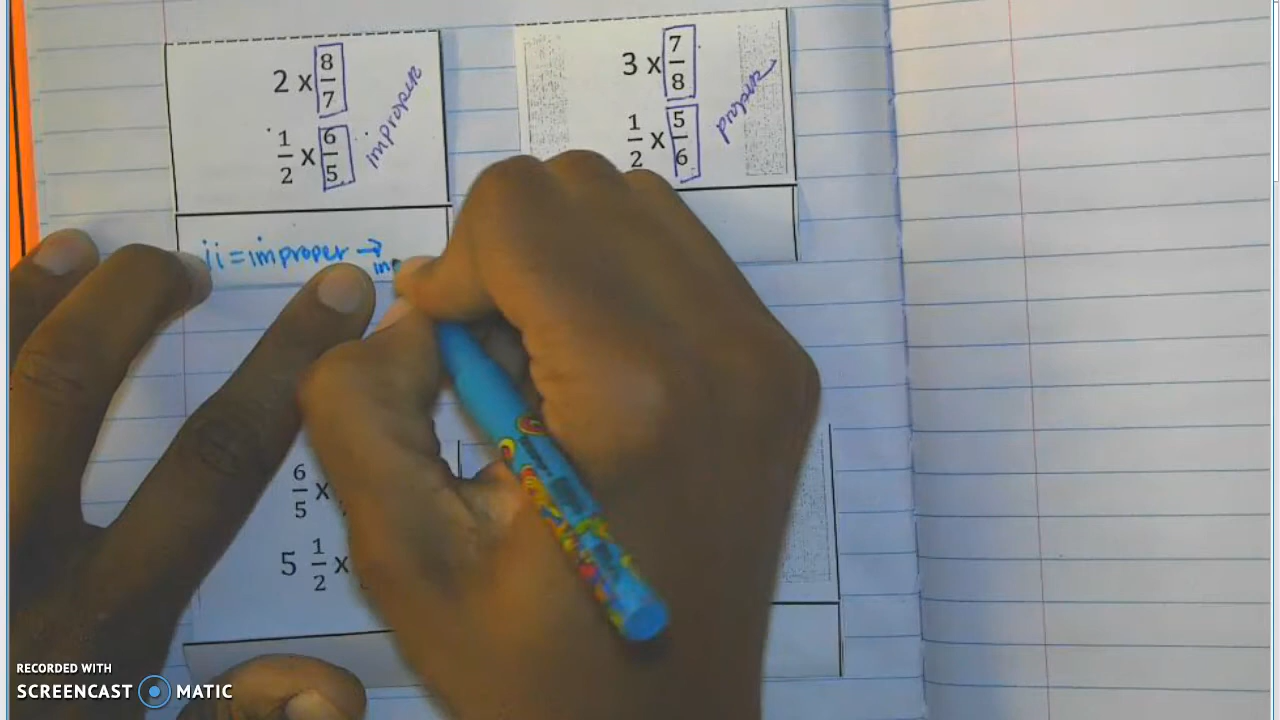 2 x 8/7
1/2 x 6/5
improper
3 x 7/8
1/2 x 5/6
proper
ii = improper →
6/5 x
5 1/2 x
RECORDED WITH
SCREENCAST MATIC